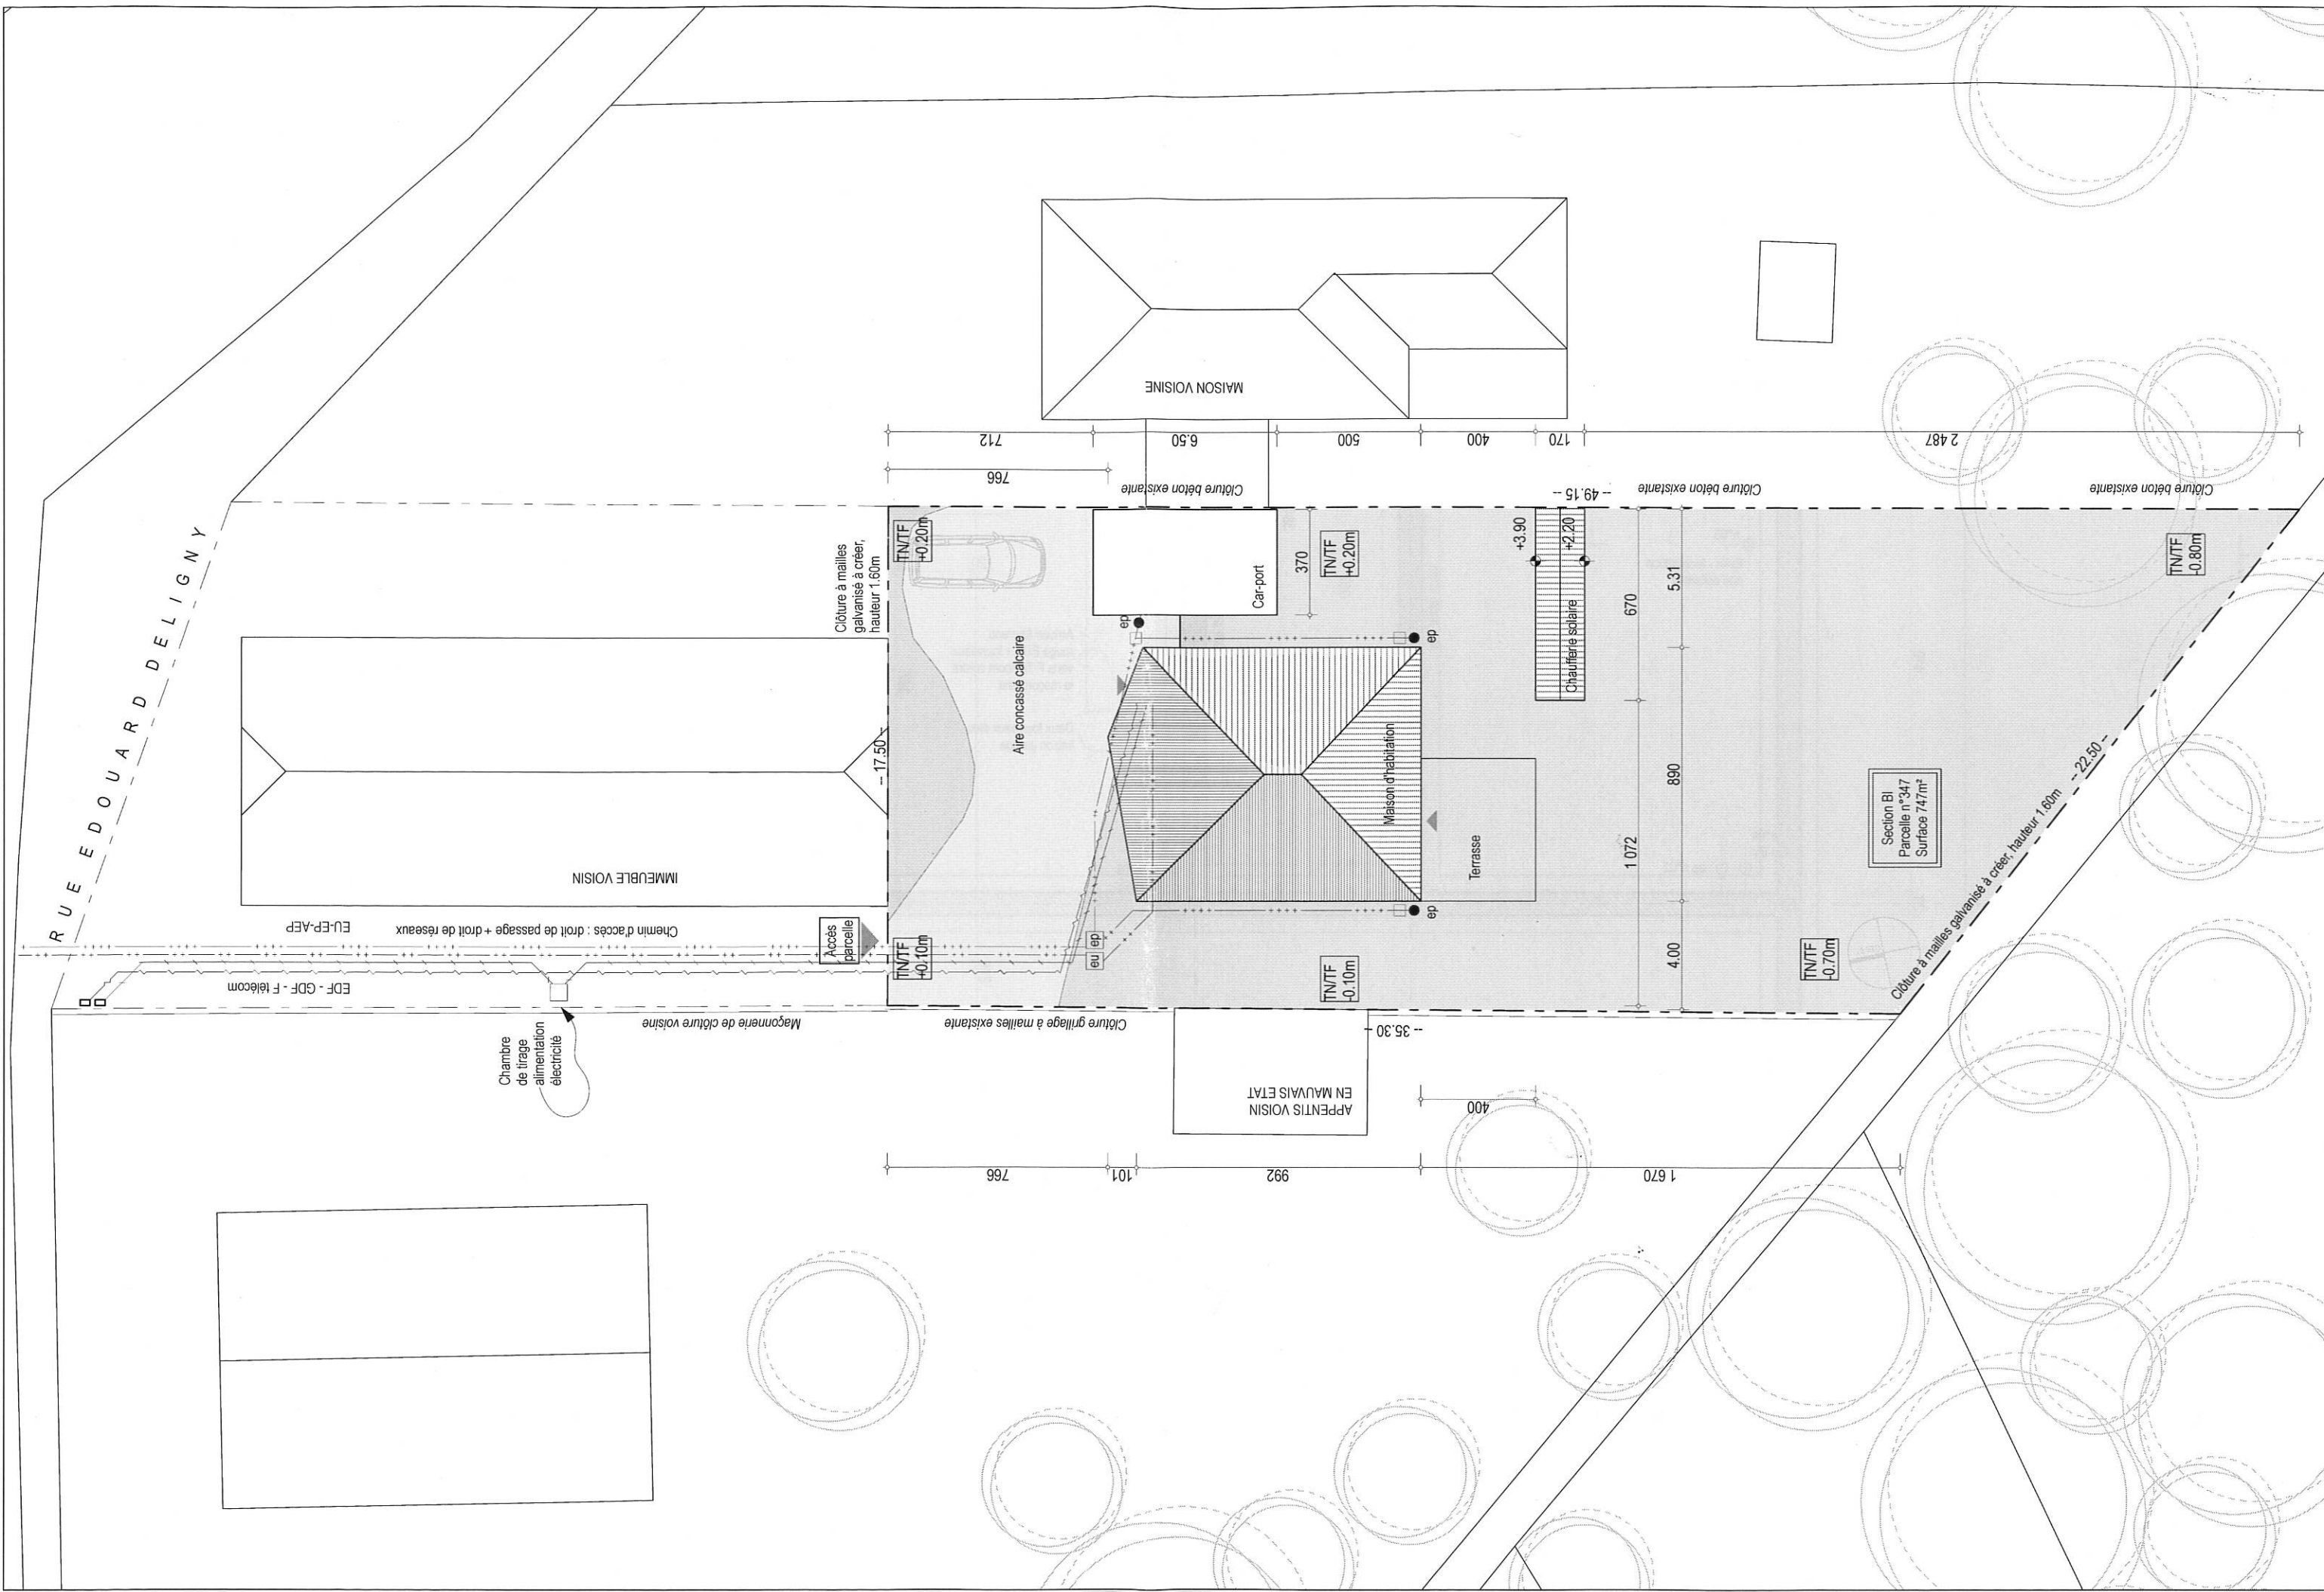 RUE EDOUARD DELIGNY
MAISON VOISINE
712
6.50
500
400
170
2 487
766
Clôture béton existante
-- 49.15 --
Clôture béton existante
Clôture béton existante
Clôture à mailles
galvanisé à créer,
hauteur 1.60m
TN/TF
+0.20m
Car-port
370
TN/TF
+0.20m
+3.90
+2.20
Chaufferie solaire
670
5.31
TN/TF
-0.80m
ep
ep
Aire concassé calcaire
-- 17.50 --
IMMEUBLE VOISIN
Maison d'habitation
Terrasse
890
1 072
4.00
Section BI
Parcelle n°347
Surface 747m²
-- 22.50 --
Clôture à mailles galvanisé à créer, hauteur 1.60m
EU-EP-AEP
Chemin d'accès : droit de passage + droit de réseaux
Accès
parcelle
TN/TF
+0.10m
eu
ep
ep
TN/TF
-0.10m
TN/TF
-0.70m
EDF - GDF - F télécom
Chambre
de tirage
alimentation
électricité
Maçonnerie de clôture voisine
Clôture grillage à mailles existante
-- 35.30 --
APPENTIS VOISIN
EN MAUVAIS ETAT
400
766
101
992
1 670